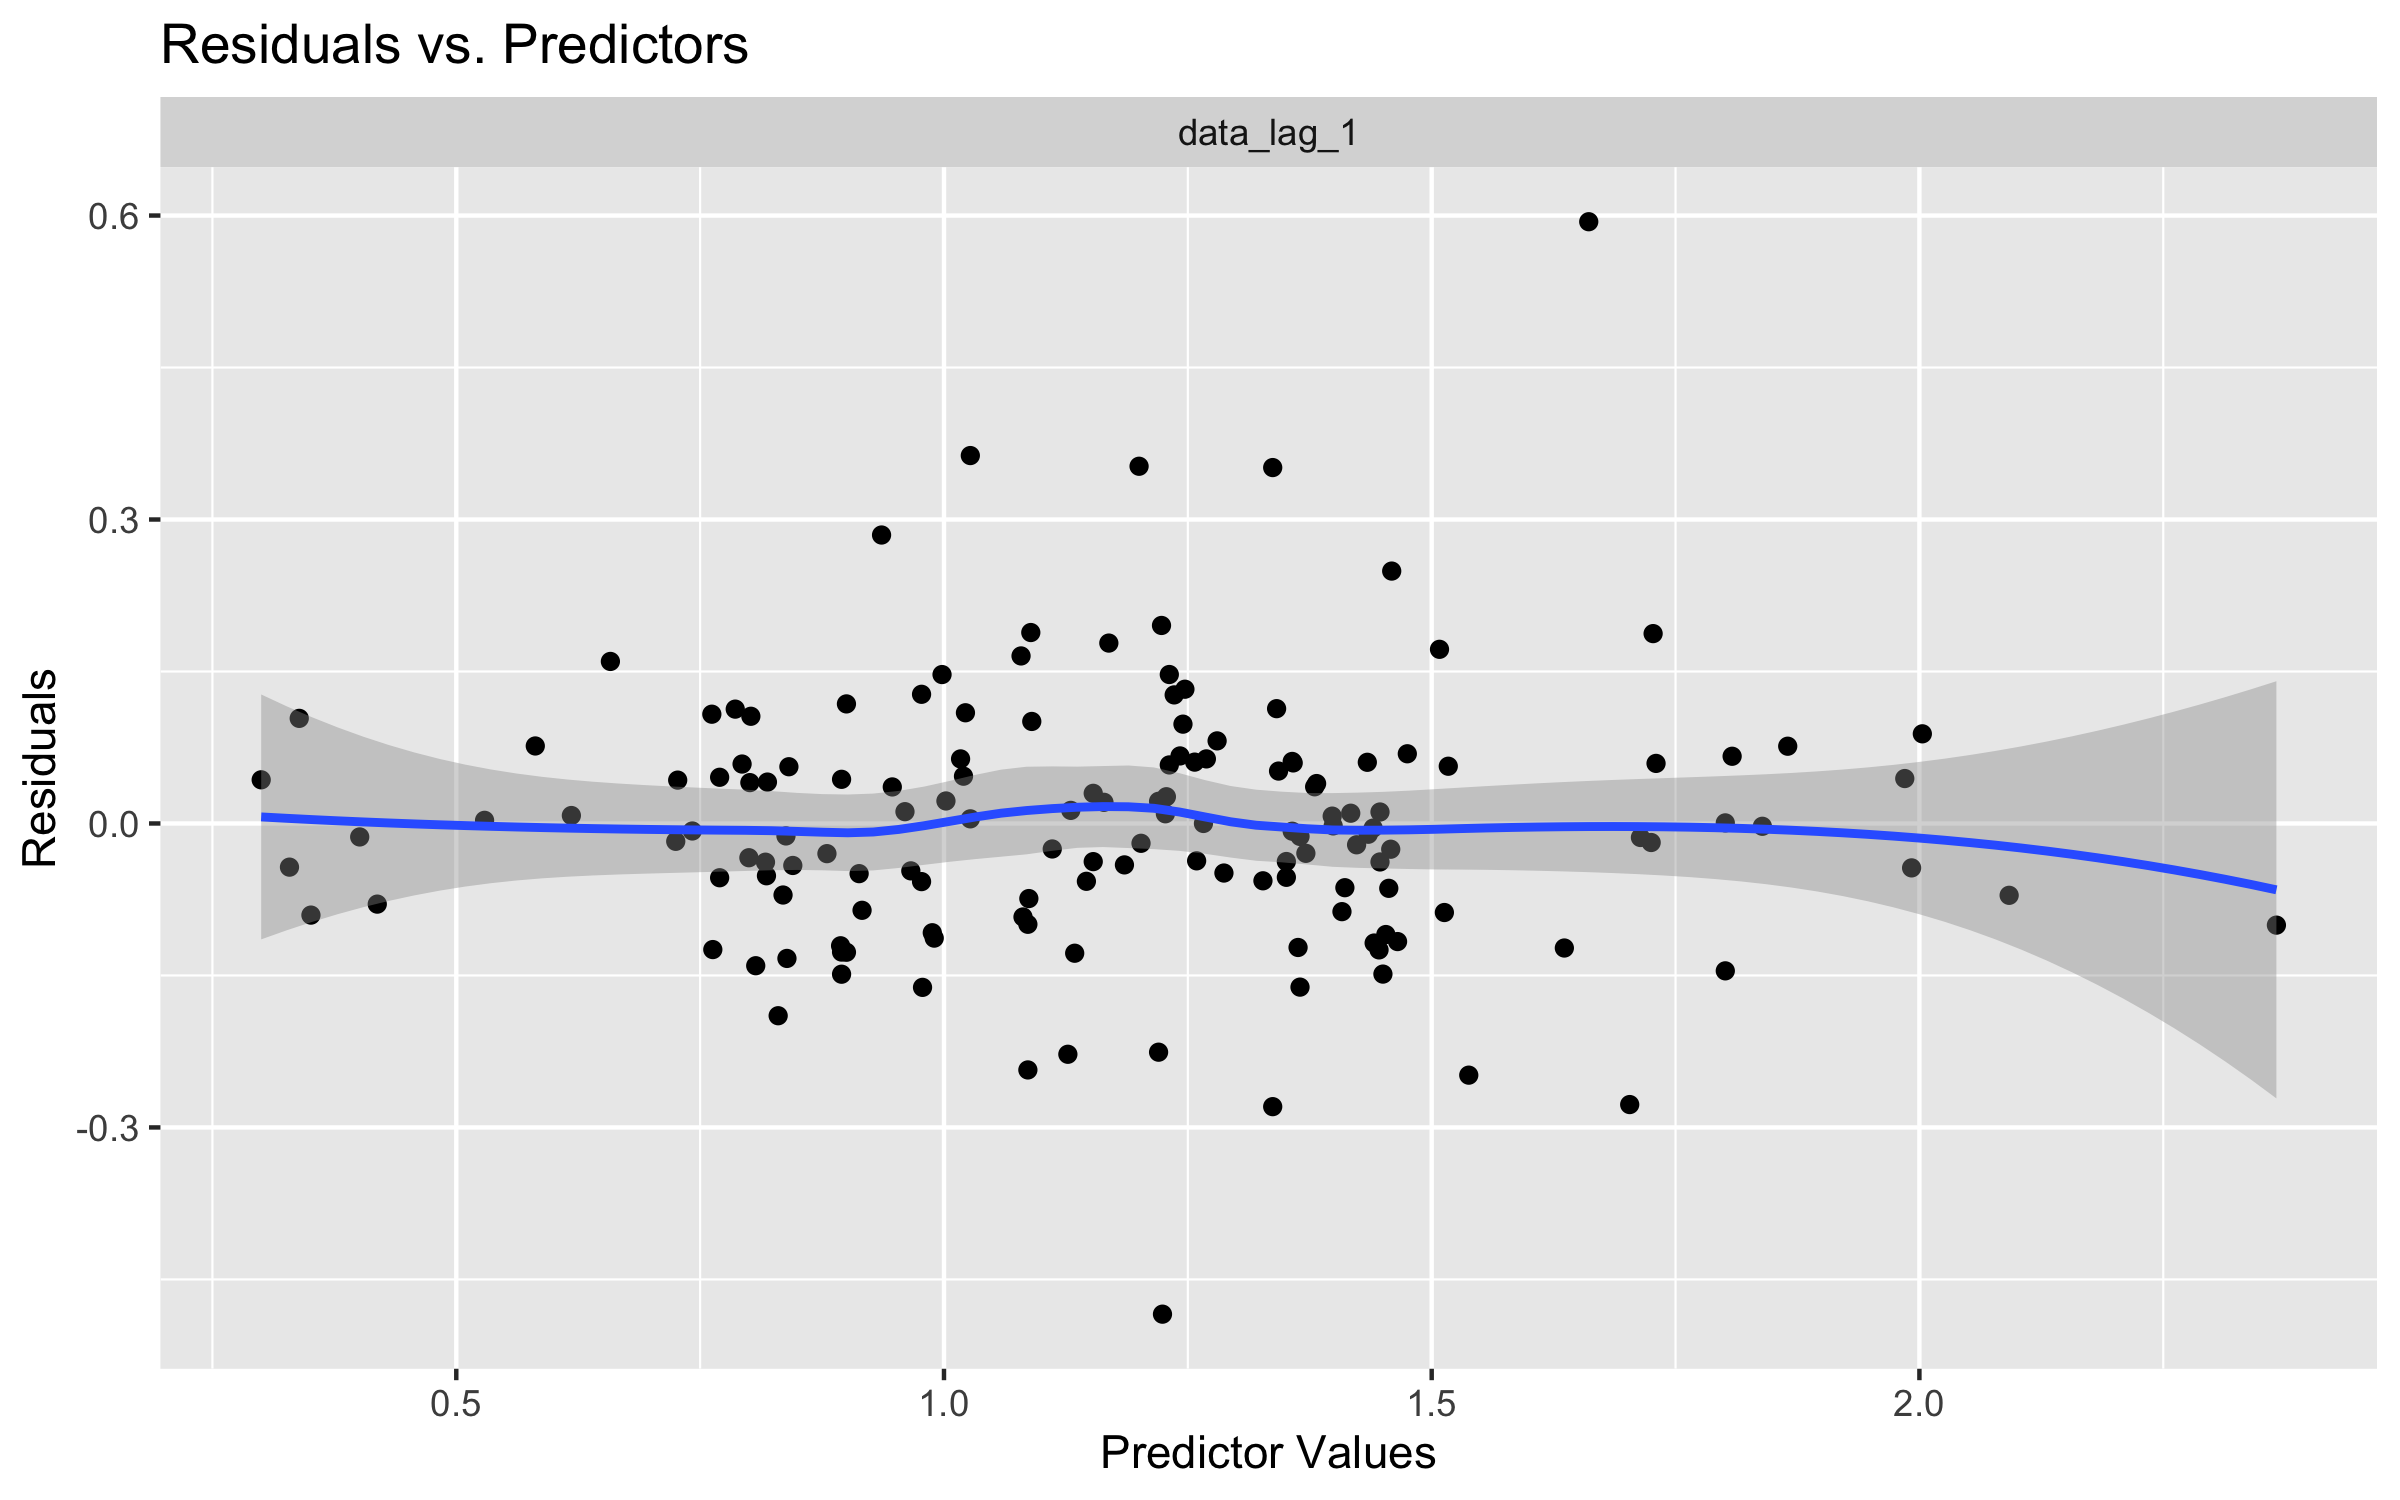 Residuals vs. Predictors
data_lag_1
0.6
0.3
0.0
-0.3
Residuals
0.5 1.0 1.5 2.0
Predictor Values